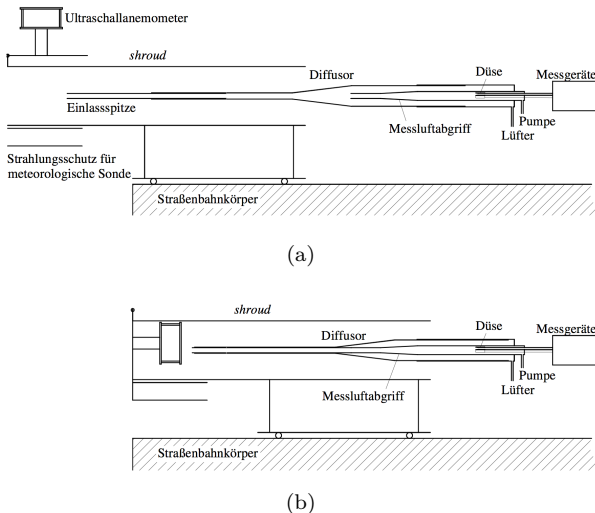 Ultraschallanemometer
shroud
Diffusor
Düse
Messgeräte
Einlassspitze
Messluftabgriff
Pumpe
Lüfter
Strahlungsschutz für
meteorologische Sonde
Straßenbahnkörper
(a)
shroud
Diffusor
Düse
Messgeräte
Messluftabgriff
Pumpe
Lüfter
Straßenbahnkörper
(b)